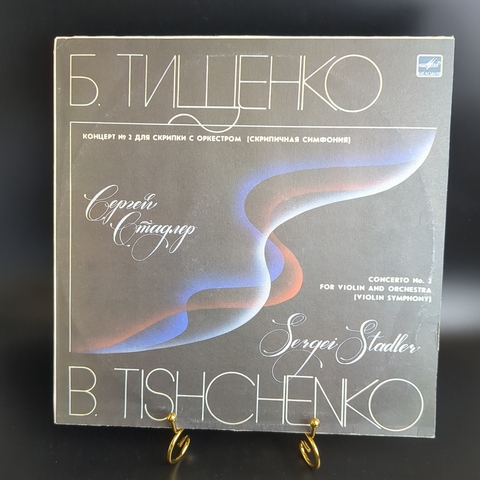 Б. ТИЩЕНКО
МЕЛОДИЯ
КОНЦЕРТ № 2 ДЛЯ СКРИПКИ С ОРКЕСТРОМ (СКРИПИЧНАЯ СИМФОНИЯ)
Сергей
Стадлер
CONCERTO No. 2
FOR VIOLIN AND ORCHESTRA
(VIOLIN SYMPHONY)
Sergei Stadler
B. TISHCHENKO